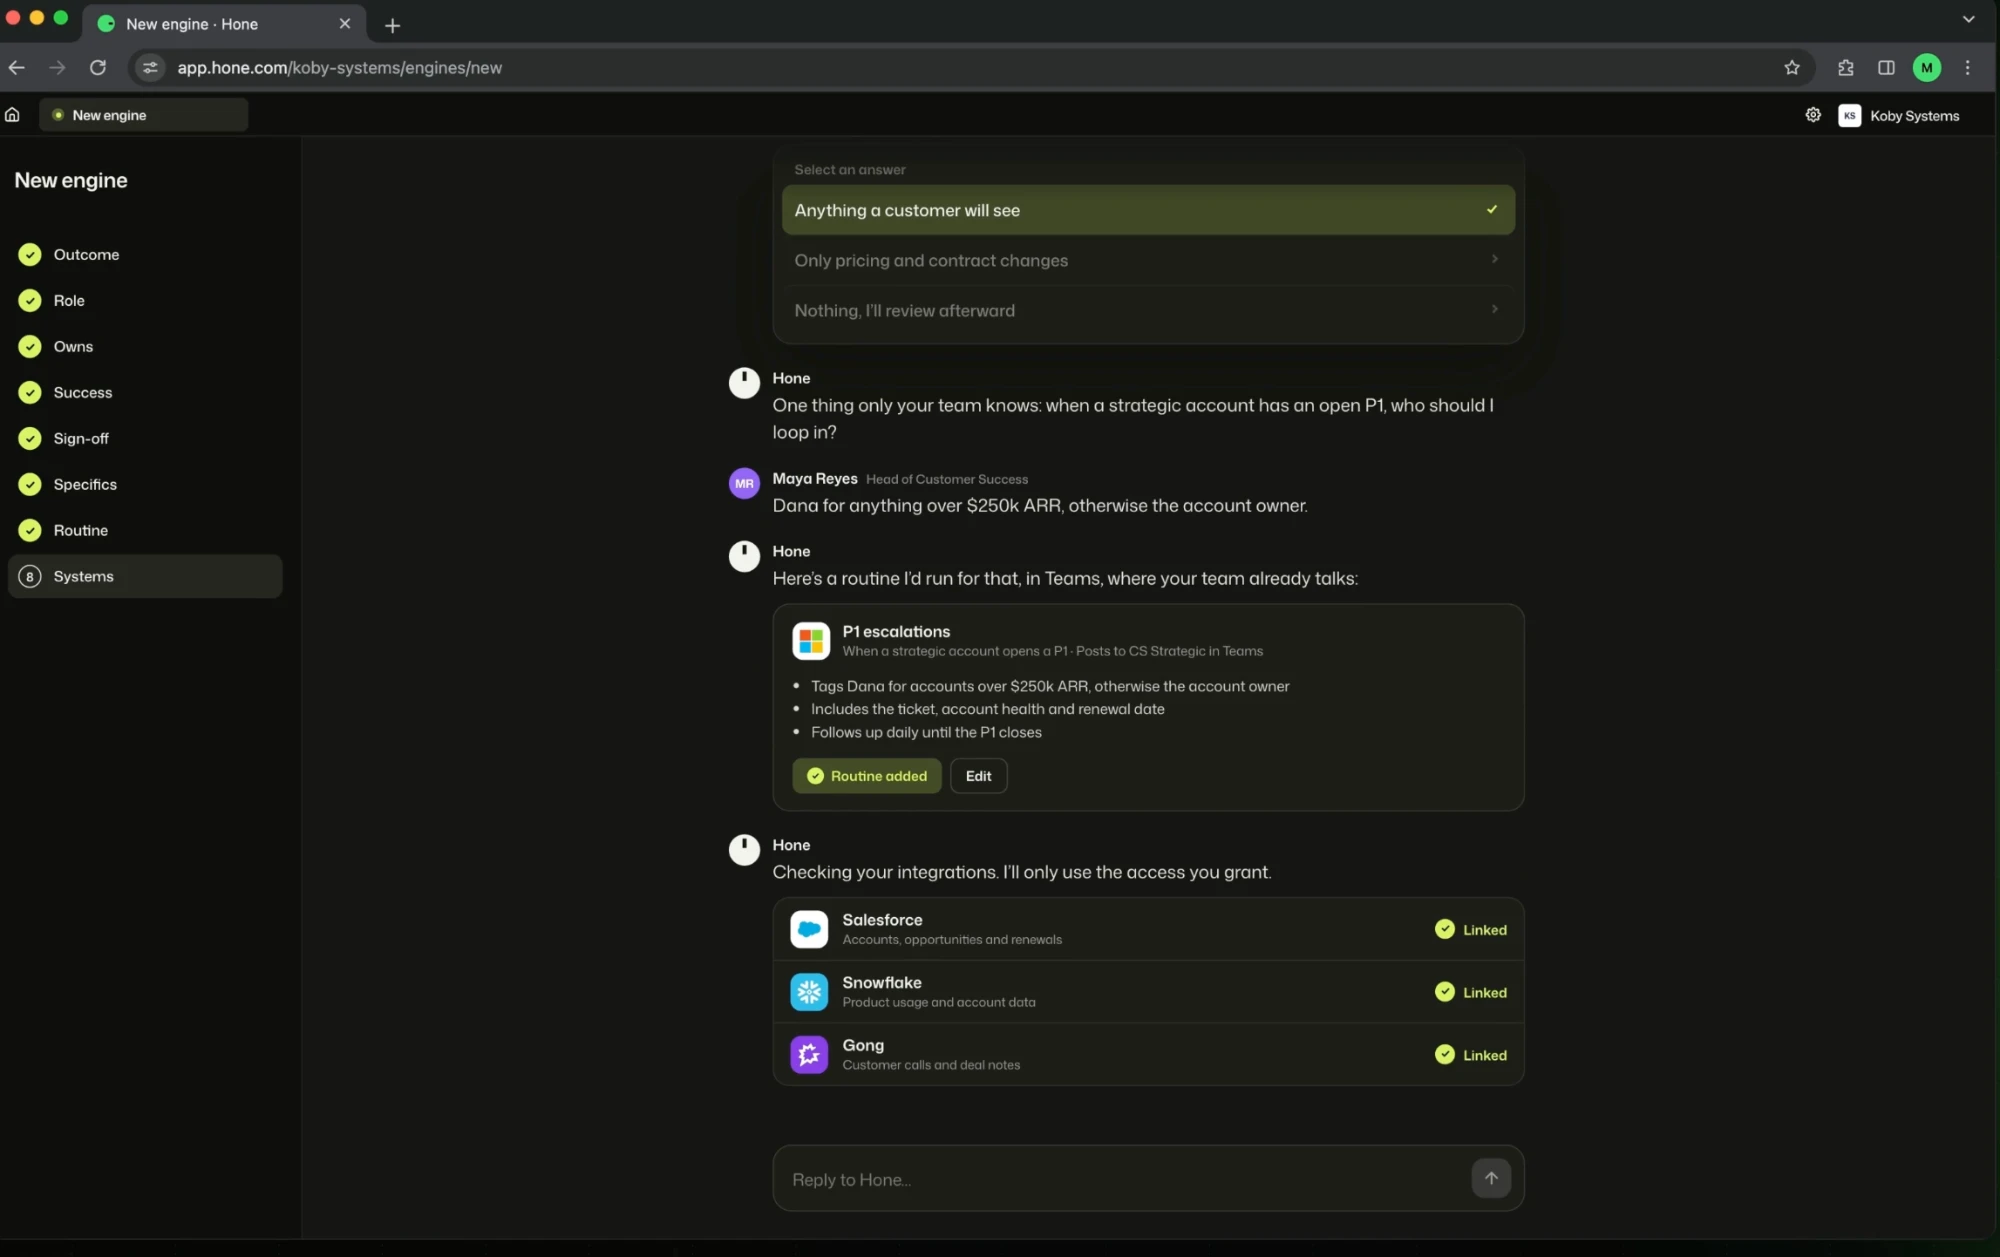 New engine · Hone
app.hone.com/koby-systems/engines/new
M
New engine
KS
Koby Systems
New engine
Outcome
Role
Owns
Success
Sign-off
Specifics
Routine
8
Systems
Select an answer
Anything a customer will see
Only pricing and contract changes
Nothing, I'll review afterward
Hone
One thing only your team knows: when a strategic account has an open P1, who should I
loop in?
MR
Maya Reyes Head of Customer Success
Dana for anything over $250k ARR, otherwise the account owner.
Hone
Here's a routine I'd run for that, in Teams, where your team already talks:
P1 escalations
When a strategic account opens a P1 · Posts to CS Strategic in Teams
• Tags Dana for accounts over $250k ARR, otherwise the account owner
• Includes the ticket, account health and renewal date
• Follows up daily until the P1 closes
Routine added
Edit
Hone
Checking your integrations. I'll only use the access you grant.
Salesforce
Accounts, opportunities and renewals
Linked
Snowflake
Product usage and account data
Linked
Gong
Customer calls and deal notes
Linked
Reply to Hone...